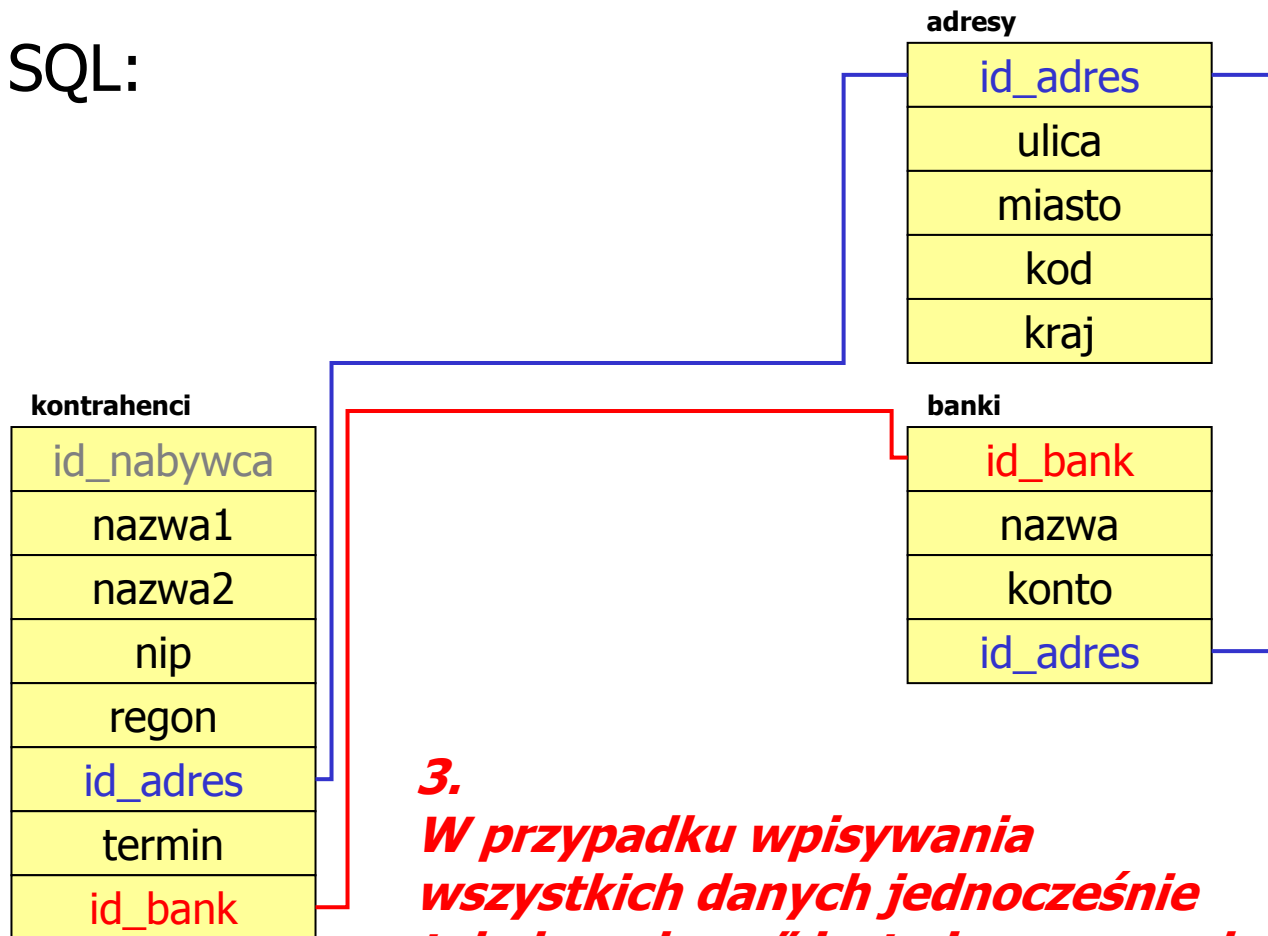 SQL:
adresy
id_adres
ulica
miasto
kod
kraj
kontrahenci
id_nabywca
nazwa1
nazwa2
nip
regon
id_adres
termin
id_bank
banki
id_bank
nazwa
konto
id_adres
3.
W przypadku wpisywania
wszystkich danych jednocześnie